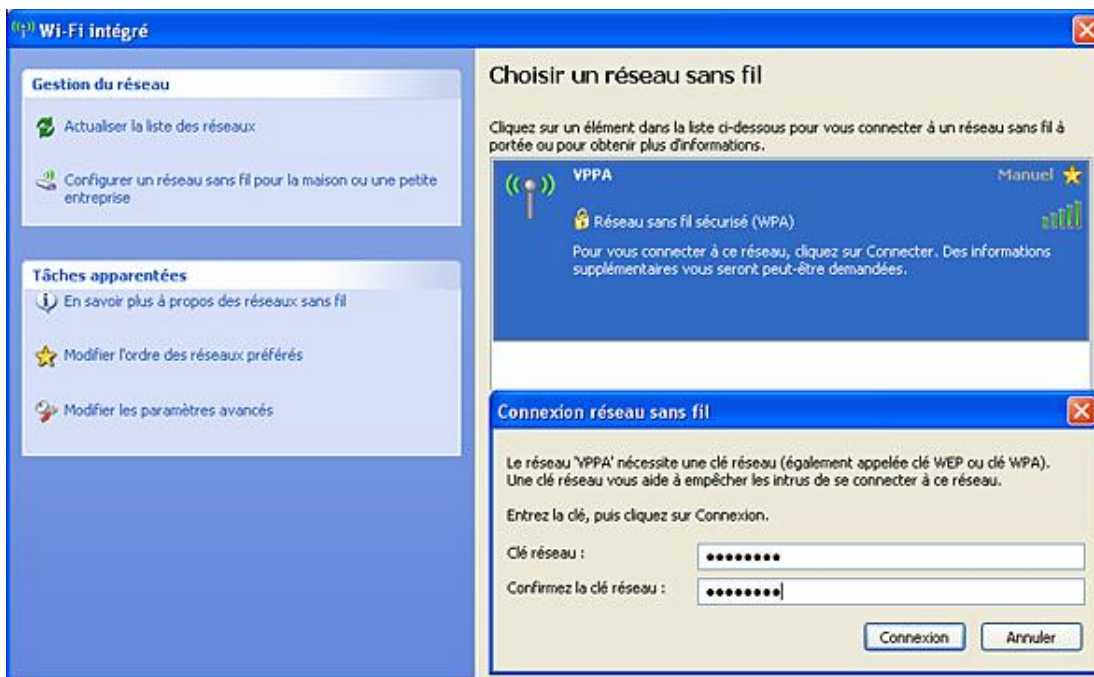 Wi-Fi intégré
Gestion du réseau
Actualiser la liste des réseaux
Configurer un réseau sans fil pour la maison ou une petite
entreprise
Tâches apparentées
En savoir plus à propos des réseaux sans fil
Modifier l'ordre des réseaux préférés
Modifier les paramètres avancés
Choisir un réseau sans fil
Cliquez sur un élément dans la liste ci-dessous pour vous connecter à un réseau sans fil à
portée ou pour obtenir plus d'informations.
VPPA Manuel
Réseau sans fil sécurisé (WPA)
Pour vous connecter à ce réseau, cliquez sur Connecter. Des informations
supplémentaires vous seront peut-être demandées.
Connexion réseau sans fil
Le réseau 'VPPA' nécessite une clé réseau (également appelée clé WEP ou clé WPA).
Une clé réseau vous aide à empêcher les intrus de se connecter à ce réseau.
Entrez la clé, puis cliquez sur Connexion.
Clé réseau : ••••••••
Confirmez la clé réseau : ••••••••
Connexion Annuler